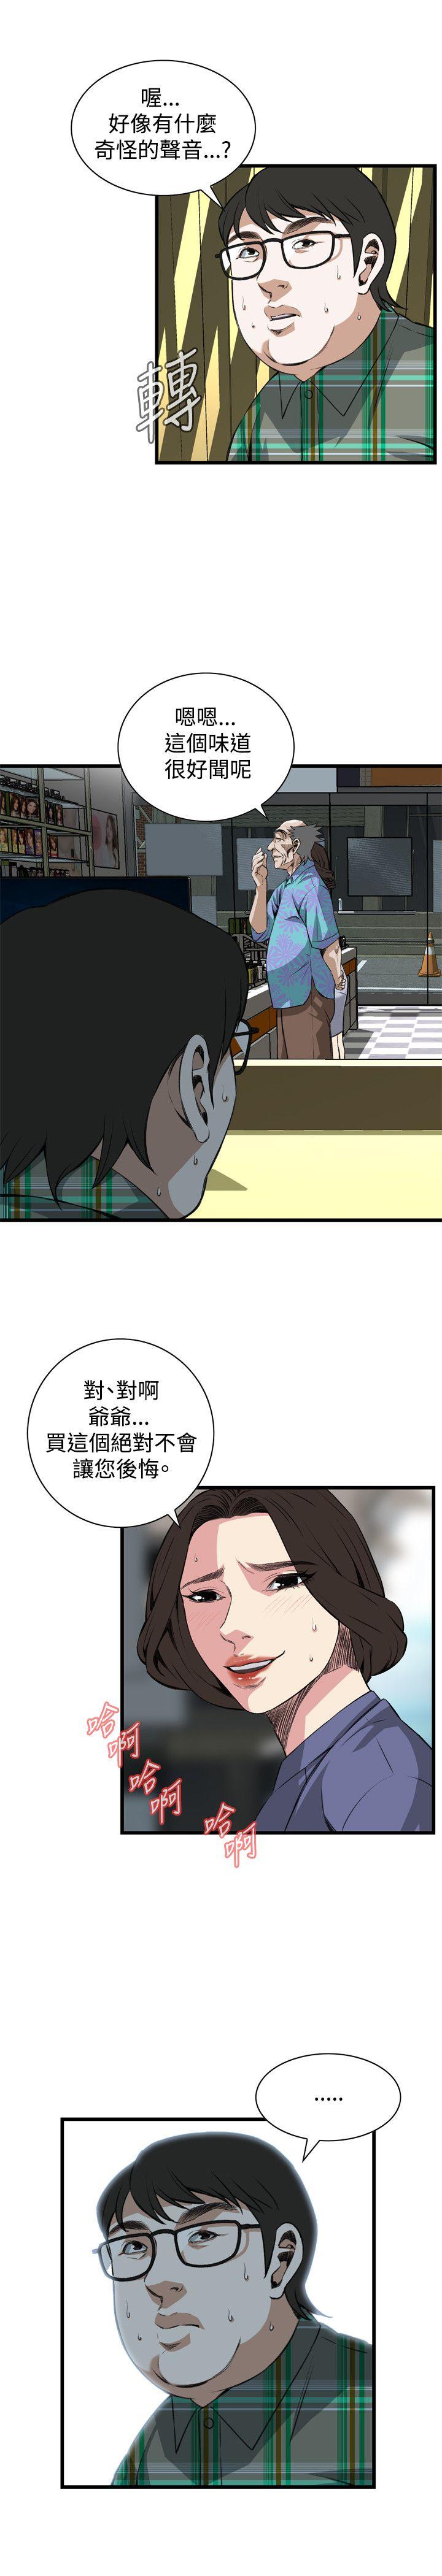 喔...
好像有什麼
奇怪的聲音...?
轉
嗯嗯...
這個味道
很好聞呢
對、對啊
爺爺...
買這個絕對不會
讓您後悔。
哈
啊
哈
啊
哈
啊
.....